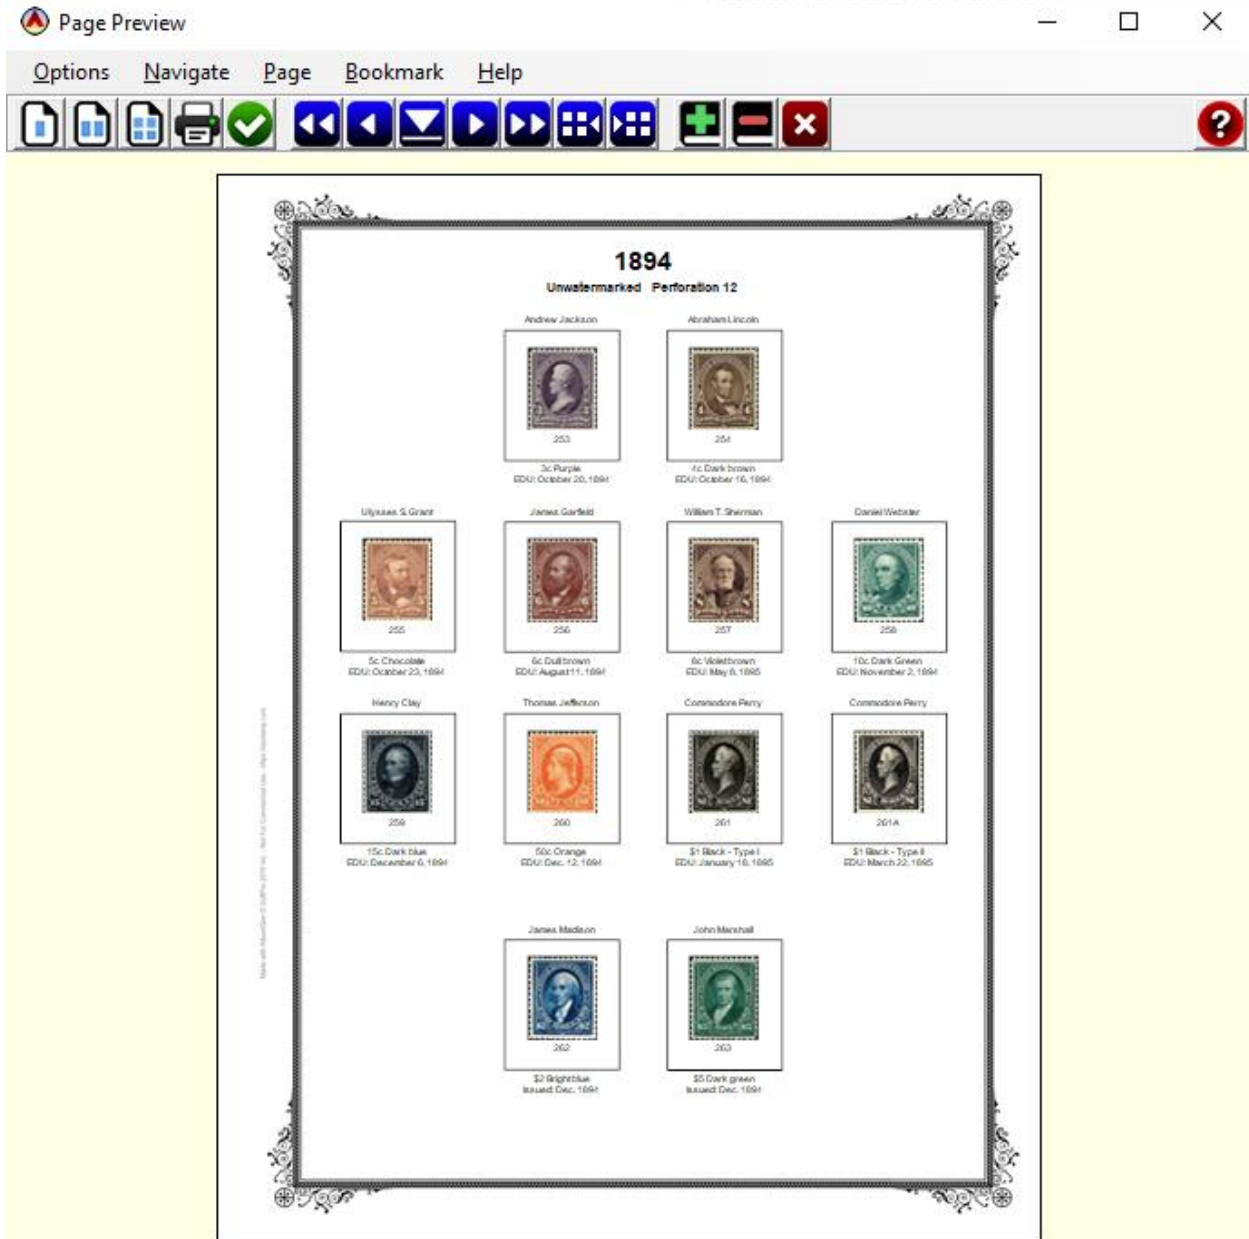 Page Preview
Options Navigate Page Bookmark Help
1894
Unwatermarked Perforation 12
Andrew Jackson Abraham Lincoln
253 254
3c Purple 4c Dark brown
EDU: October 20, 1894 EDU: October 16, 1894
Ulysses S. Grant James Garfield William T. Sherman Daniel Webster
255 256 257 258
5c Chocolate 6c Dull brown 8c Violet brown 10c Dark Green
EDU: October 23, 1894 EDU: August 11, 1894 EDU: May 8, 1895 EDU: November 2, 1894
Henry Clay Thomas Jefferson Commodore Perry Commodore Perry
259 260 261 261A
15c Dark blue 50c Orange $1 Black - Type I $1 Black - Type II
EDU: December 6, 1894 EDU: Dec. 12, 1894 EDU: January 18, 1895 EDU: March 22, 1895
James Madison John Marshall
262 263
$2 Bright blue $5 Dark green
Issued: Dec. 1894 Issued: Dec. 1894